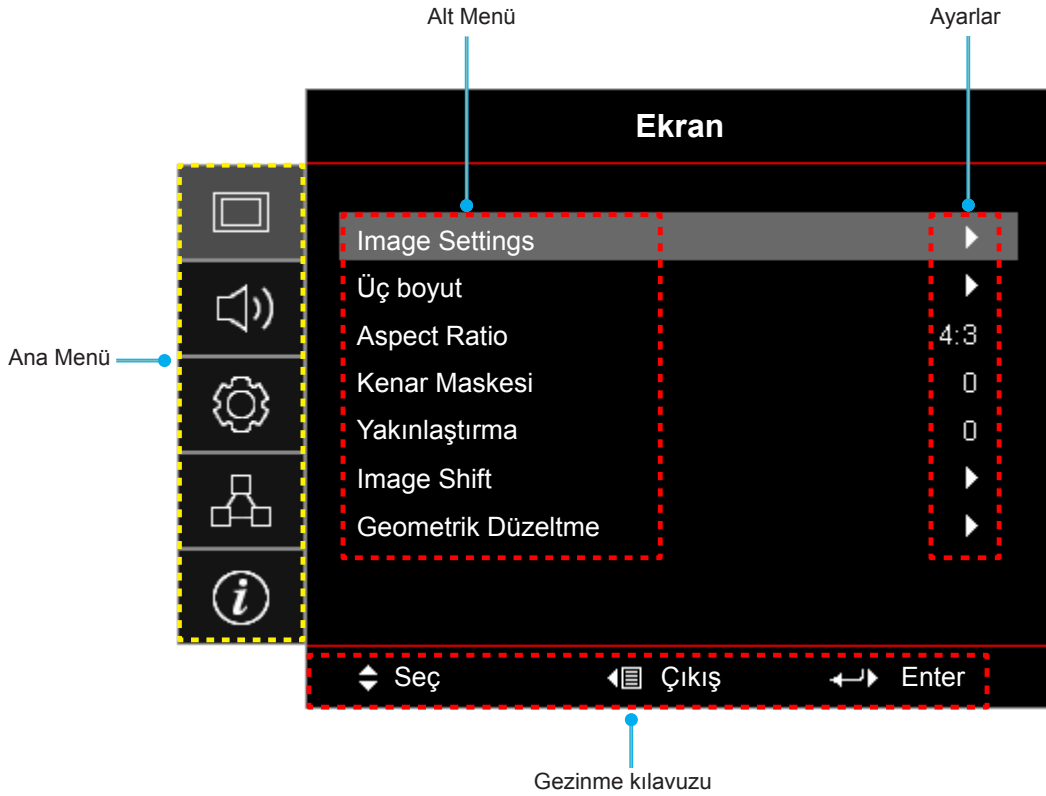 Alt Menü
Ayarlar
Ekran
Image Settings
Üç boyut
Aspect Ratio 4:3
Ana Menü
Kenar Maskesi 0
Yakınlaştırma 0
Image Shift
Geometrik Düzeltme
i
Seç Çıkış Enter
Gezinme kılavuzu